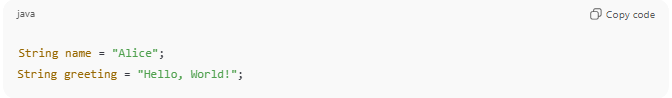 java
Copy code
String name = "Alice";
String greeting = "Hello, World!";